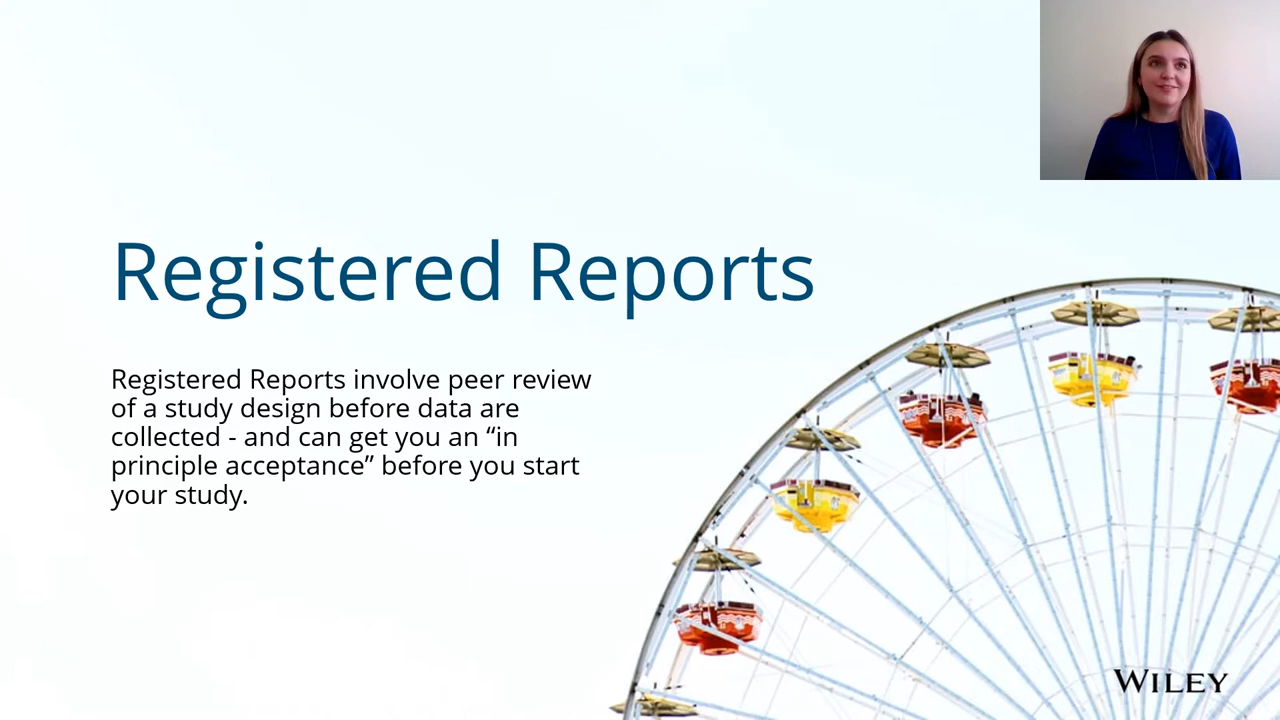 Registered Reports
Registered Reports involve peer review
of a study design before data are
collected - and can get you an “in
principle acceptance” before you start
your study.
WILEY